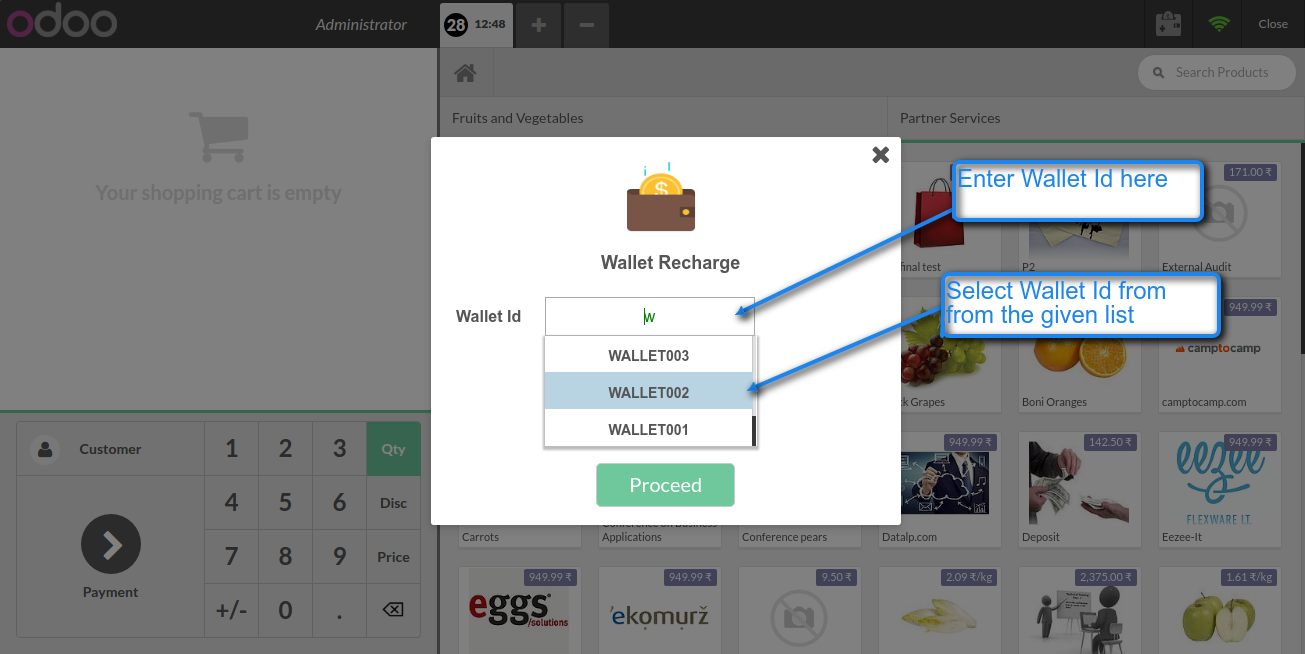 odoo
Administrator
28 12:48
+
−
Close
Search Products
Fruits and Vegetables
Partner Services
Your shopping cart is empty
171.00 ₹
final test
P2
External Audit
Enter Wallet Id here
Wallet Recharge
Wallet Id
w
WALLET003
WALLET002
WALLET001
Proceed
Select Wallet Id from
from the given list
949.99 ₹
ck Grapes
Boni Oranges
camptocamp
camptocamp.com
Customer
1 2 3 Qty
4 5 6 Disc
7 8 9 Price
+/- 0 .
Payment
949.99 ₹
142.50 ₹
949.99 ₹
eezee
FLEXWARE I.T.
Carrots
Conference on Business
Applications
Conference pears
Datalp.com
Deposit
Eezee-It
949.99 ₹
949.99 ₹
9.50 ₹
2.09 ₹/kg
2,375.00 ₹
1.61 ₹/kg
eggs
/solutions
ekomurz